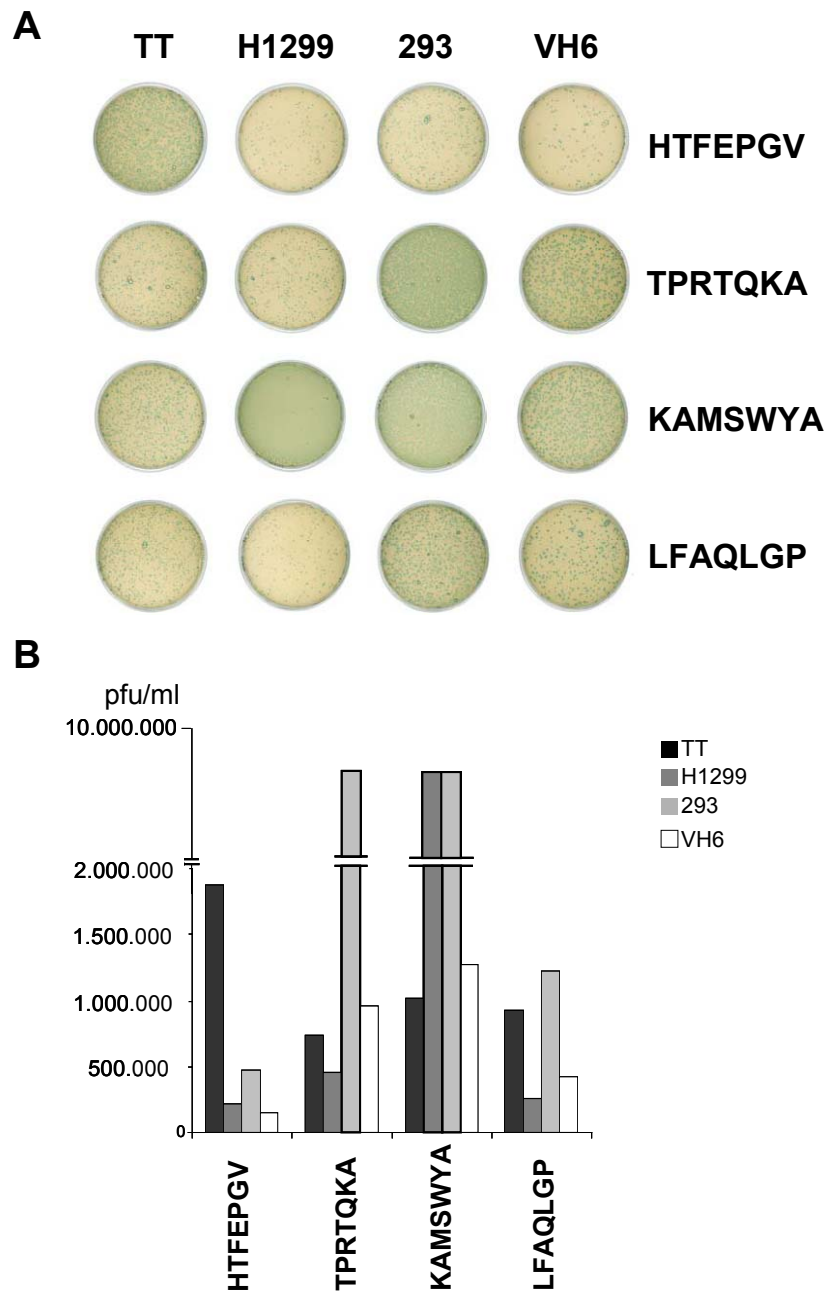 A
TT H1299 293 VH6
HTFEPGV
TPRTQKA
KAMSWYA
LFAQLGP
B
pfu/ml
10.000.000
2.000.000
1.500.000
1.000.000
500.000
0
TT
H1299
293
VH6
HTFEPGV
TPRTQKA
KAMSWYA
LFAQLGP